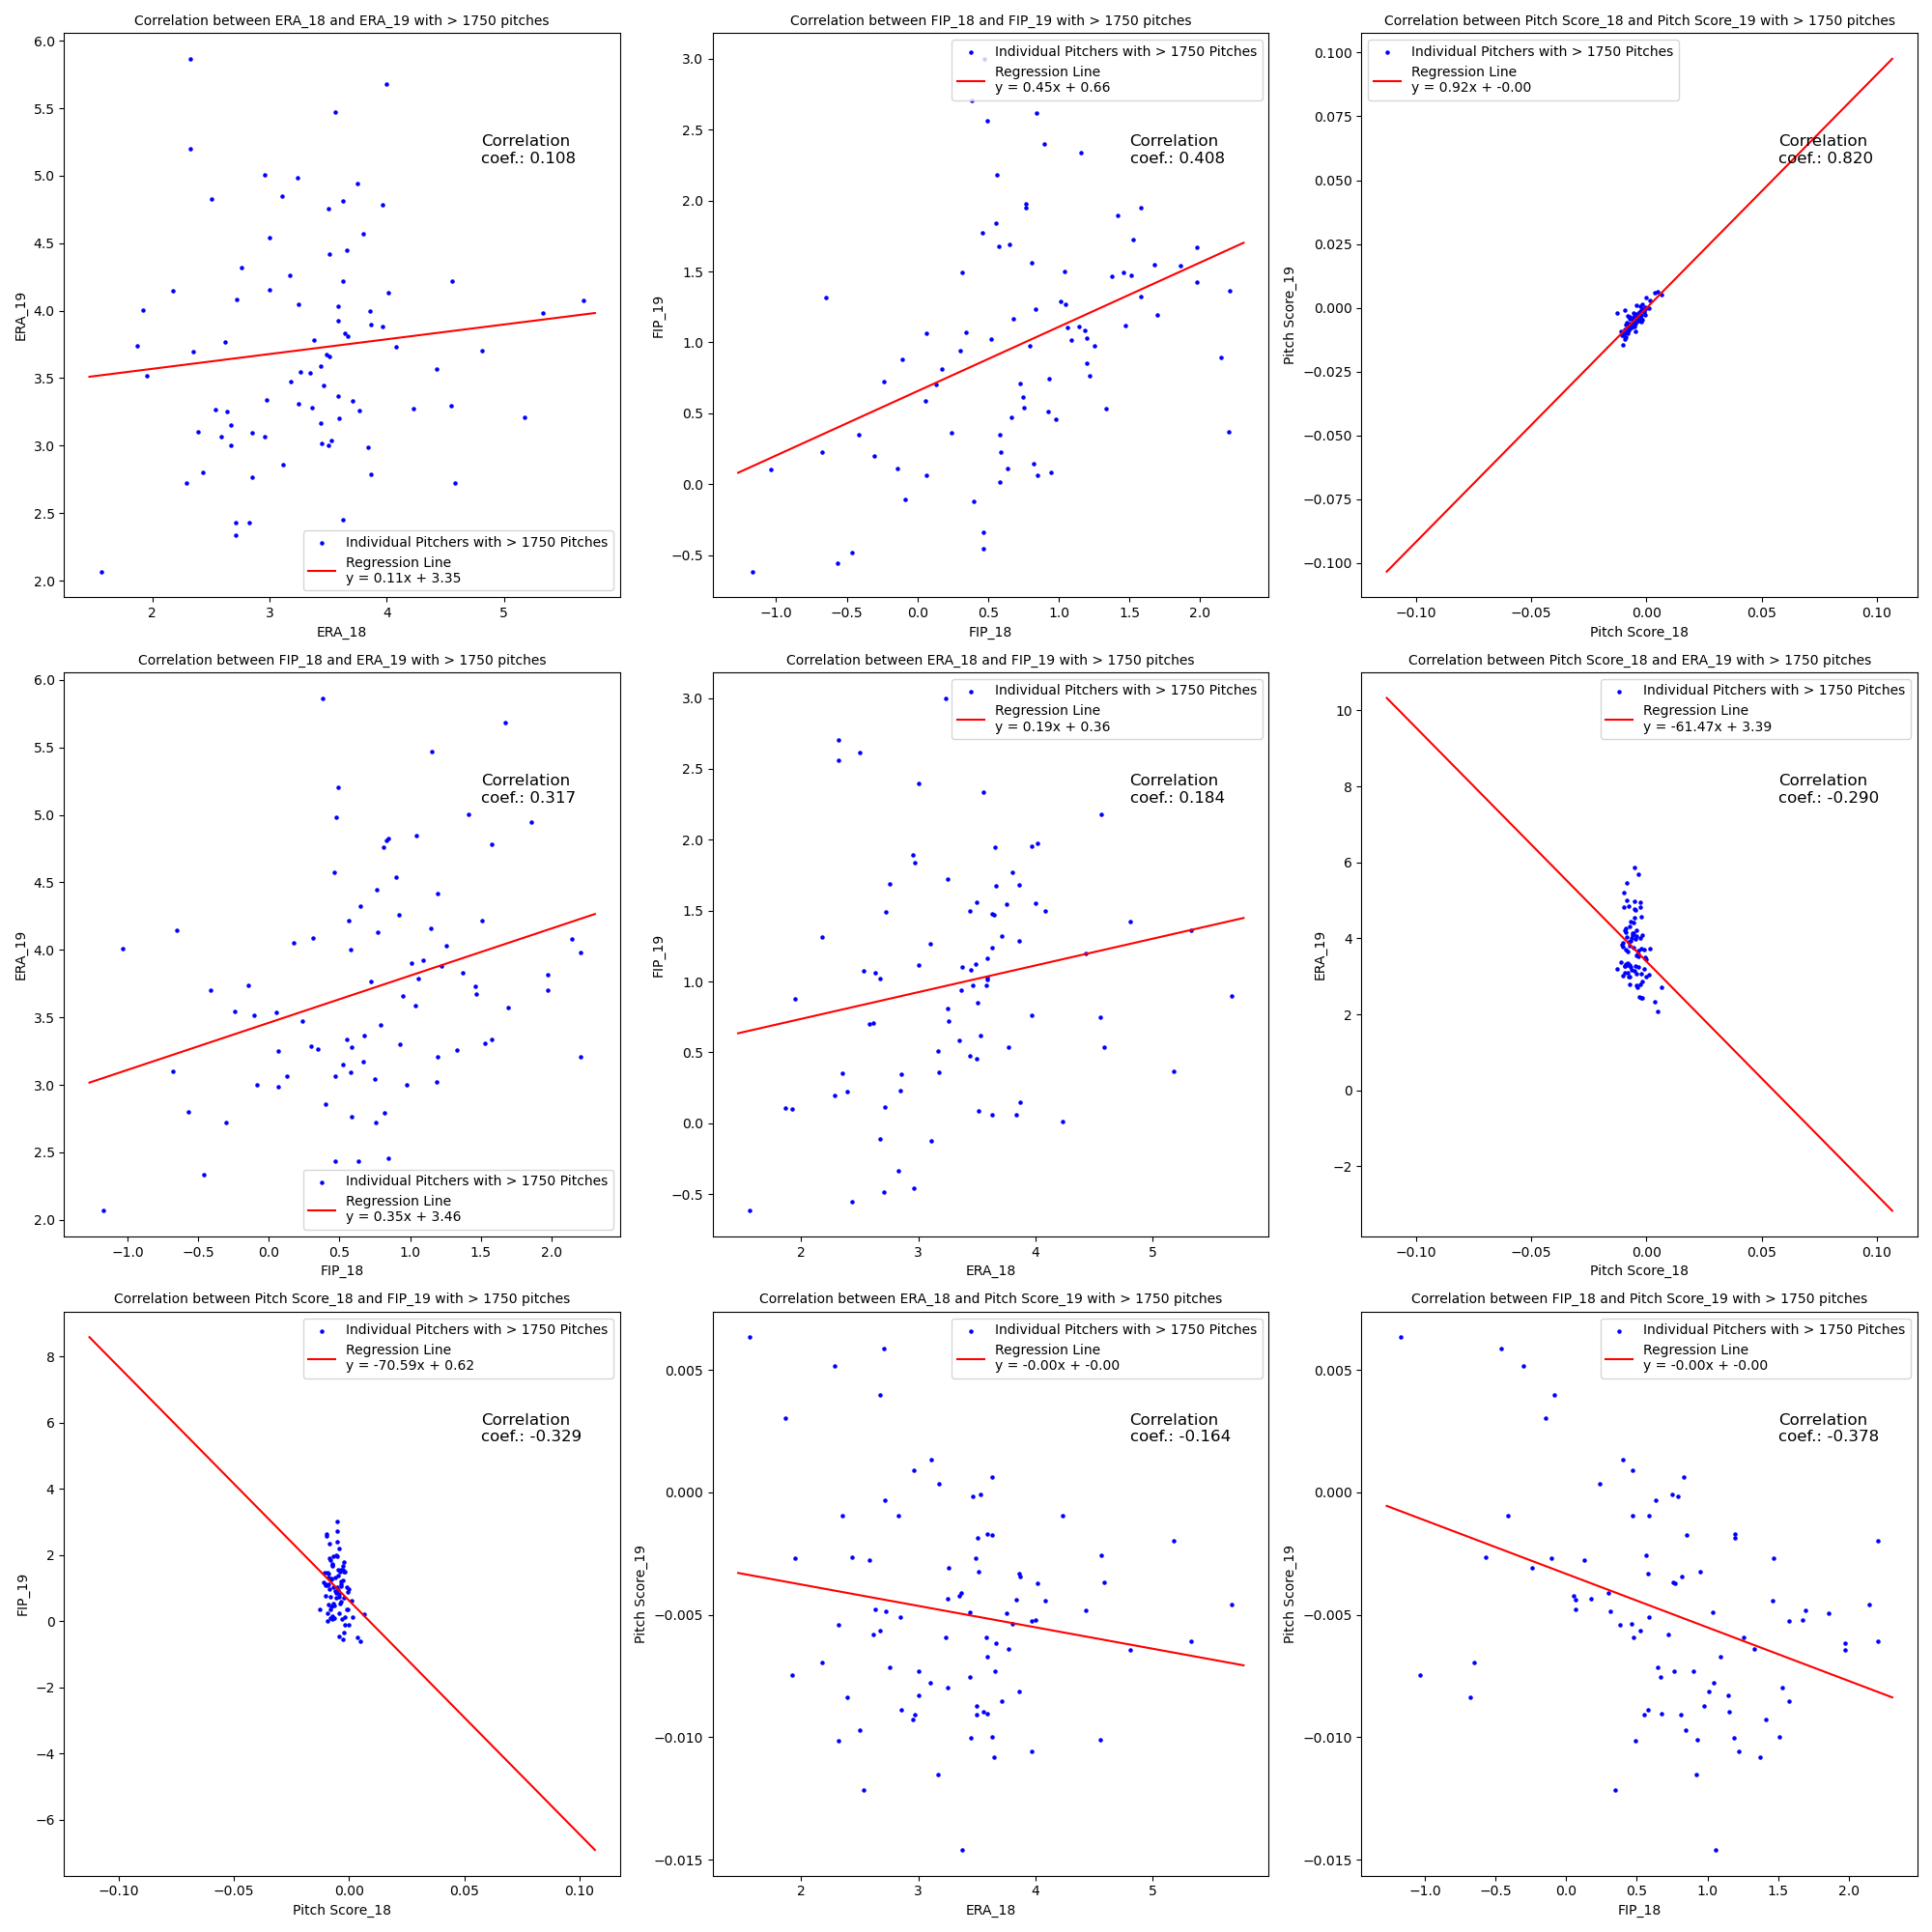 Correlation between ERA_18 and ERA_19 with > 1750 pitches
6.0
5.5
5.0
4.5
4.0
3.5
3.0
2.5
2.0
ERA_19
Correlation
coef.: 0.108
Individual Pitchers with > 1750 Pitches
Regression Line
y = 0.11x + 3.35
2 3 4 5
ERA_18
Correlation between FIP_18 and FIP_19 with > 1750 pitches
3.0
2.5
2.0
1.5
1.0
0.5
0.0
−0.5
FIP_19
Individual Pitchers with > 1750 Pitches
Regression Line
y = 0.45x + 0.66
Correlation
coef.: 0.408
−1.0 −0.5 0.0 0.5 1.0 1.5 2.0
FIP_18
Correlation between Pitch Score_18 and Pitch Score_19 with > 1750 pitches
0.100
0.075
0.050
0.025
0.000
−0.025
−0.050
−0.075
−0.100
Pitch Score_19
Individual Pitchers with > 1750 Pitches
Regression Line
y = 0.92x + -0.00
Correlation
coef.: 0.820
−0.10 −0.05 0.00 0.05 0.10
Pitch Score_18
Correlation between FIP_18 and ERA_19 with > 1750 pitches
6.0
5.5
5.0
4.5
4.0
3.5
3.0
2.5
2.0
ERA_19
Correlation
coef.: 0.317
Individual Pitchers with > 1750 Pitches
Regression Line
y = 0.35x + 3.46
−1.0 −0.5 0.0 0.5 1.0 1.5 2.0
FIP_18
Correlation between ERA_18 and FIP_19 with > 1750 pitches
3.0
2.5
2.0
1.5
1.0
0.5
0.0
−0.5
FIP_19
Individual Pitchers with > 1750 Pitches
Regression Line
y = 0.19x + 0.36
Correlation
coef.: 0.184
2 3 4 5
ERA_18
Correlation between Pitch Score_18 and ERA_19 with > 1750 pitches
10
8
6
4
2
0
−2
ERA_19
Individual Pitchers with > 1750 Pitches
Regression Line
y = -61.47x + 3.39
Correlation
coef.: -0.290
−0.10 −0.05 0.00 0.05 0.10
Pitch Score_18
Correlation between Pitch Score_18 and FIP_19 with > 1750 pitches
8
6
4
2
0
−2
−4
−6
FIP_19
Individual Pitchers with > 1750 Pitches
Regression Line
y = -70.59x + 0.62
Correlation
coef.: -0.329
−0.10 −0.05 0.00 0.05 0.10
Pitch Score_18
Correlation between ERA_18 and Pitch Score_19 with > 1750 pitches
0.005
0.000
−0.005
−0.010
−0.015
Pitch Score_19
Individual Pitchers with > 1750 Pitches
Regression Line
y = -0.00x + -0.00
Correlation
coef.: -0.164
2 3 4 5
ERA_18
Correlation between FIP_18 and Pitch Score_19 with > 1750 pitches
0.005
0.000
−0.005
−0.010
−0.015
Pitch Score_19
Individual Pitchers with > 1750 Pitches
Regression Line
y = -0.00x + -0.00
Correlation
coef.: -0.378
−1.0 −0.5 0.0 0.5 1.0 1.5 2.0
FIP_18